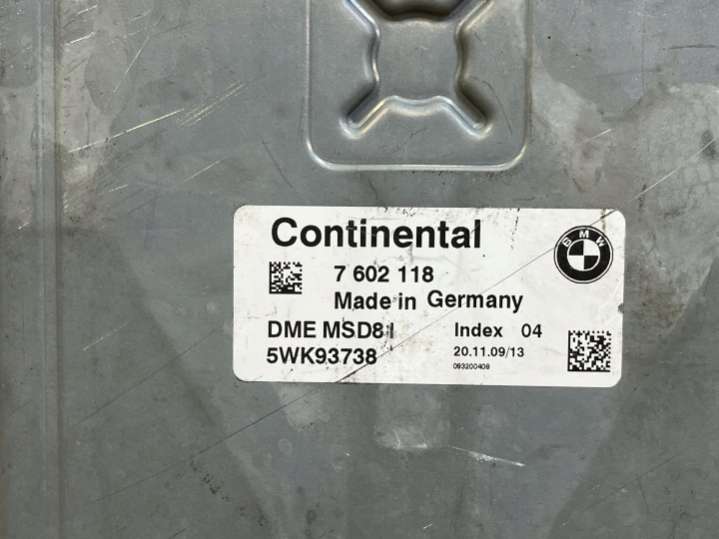 Continental
BMW
7 602 118
Made in Germany
DME MSD81 Index 04
5WK93738 20.11.09/13
093200408